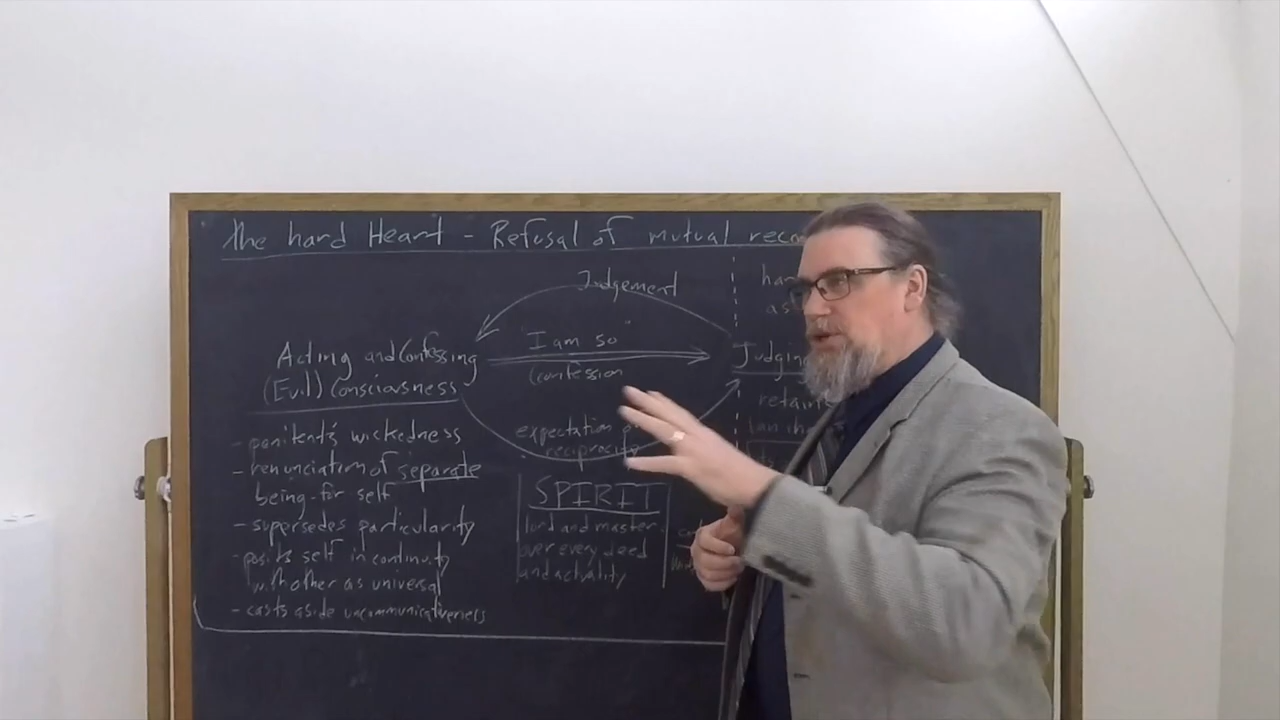 The hard Heart - Refusal of mutual
Judgement
"I am so"
(confession
Acting and Confessing
(Evil) Consciousness
- penitent's wickedness
- renunciation of separate
being-for self
- supersedes particularity
- posits self in continuity
with other as universal
- casts aside uncommunicativeness
expectation
reciprocity
SPIRIT
lord and master
over every deed
and actuality
as
Judging